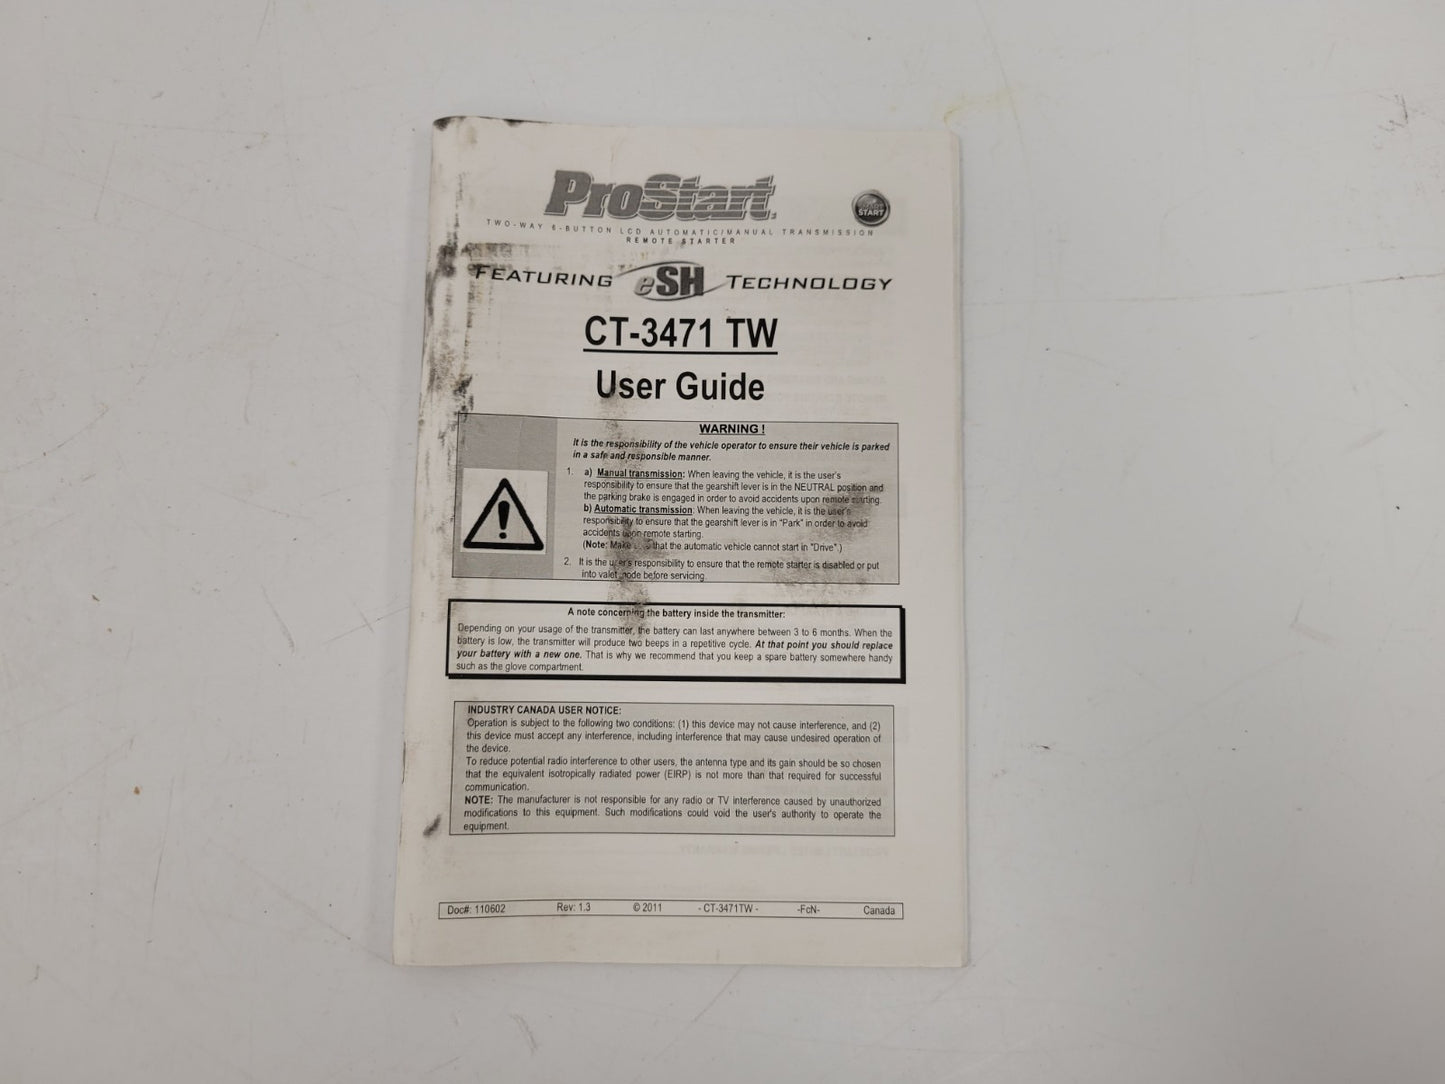 ProStart
TWO-WAY 6-BUTTON LCD AUTOMATIC/MANUAL TRANSMISSION
REMOTE STARTER
START
FEATURING eSH TECHNOLOGY
CT-3471 TW
User Guide
WARNING !
It is the responsibility of the vehicle operator to ensure their vehicle is parked
in a safe and responsible manner.
1. a) Manual transmission: When leaving the vehicle, it is the user's
responsibility to ensure that the gearshift lever is in the NEUTRAL position and
the parking brake is engaged in order to avoid accidents upon remote starting.
b) Automatic transmission: When leaving the vehicle, it is the user's
responsibility to ensure that the gearshift lever is in "Park" in order to avoid
accidents upon remote starting.
(Note: Make that the automatic vehicle cannot start in "Drive".)
2. It is the user's responsibility to ensure that the remote starter is disabled or put
into valet mode before servicing.
A note concerning the battery inside the transmitter:
Depending on your usage of the transmitter, the battery can last anywhere between 3 to 6 months. When the
battery is low, the transmitter will produce two beeps in a repetitive cycle. At that point you should replace
your battery with a new one. That is why we recommend that you keep a spare battery somewhere handy
such as the glove compartment.
INDUSTRY CANADA USER NOTICE:
Operation is subject to the following two conditions: (1) this device may not cause interference, and (2)
this device must accept any interference, including interference that may cause undesired operation of
the device.
To reduce potential radio interference to other users, the antenna type and its gain should be so chosen
that the equivalent isotropically radiated power (EIRP) is not more than that required for successful
communication.
NOTE: The manufacturer is not responsible for any radio or TV interference caused by unauthorized
modifications to this equipment. Such modifications could void the user's authority to operate the
equipment.
Doc#: 110602 Rev: 1.3 © 2011 - CT-3471TW - -FcN- Canada